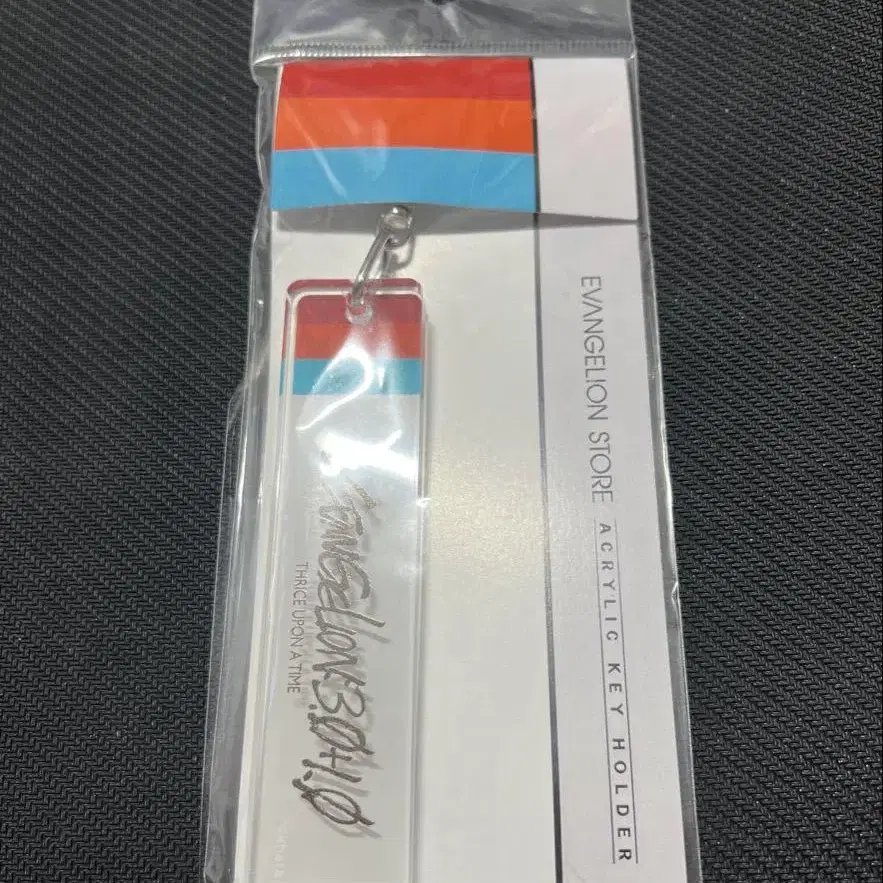 EVANGELION 3.0+1.0
THRICE UPON A TIME
EVANGELION STORE
ACRYLIC KEY HOLDER